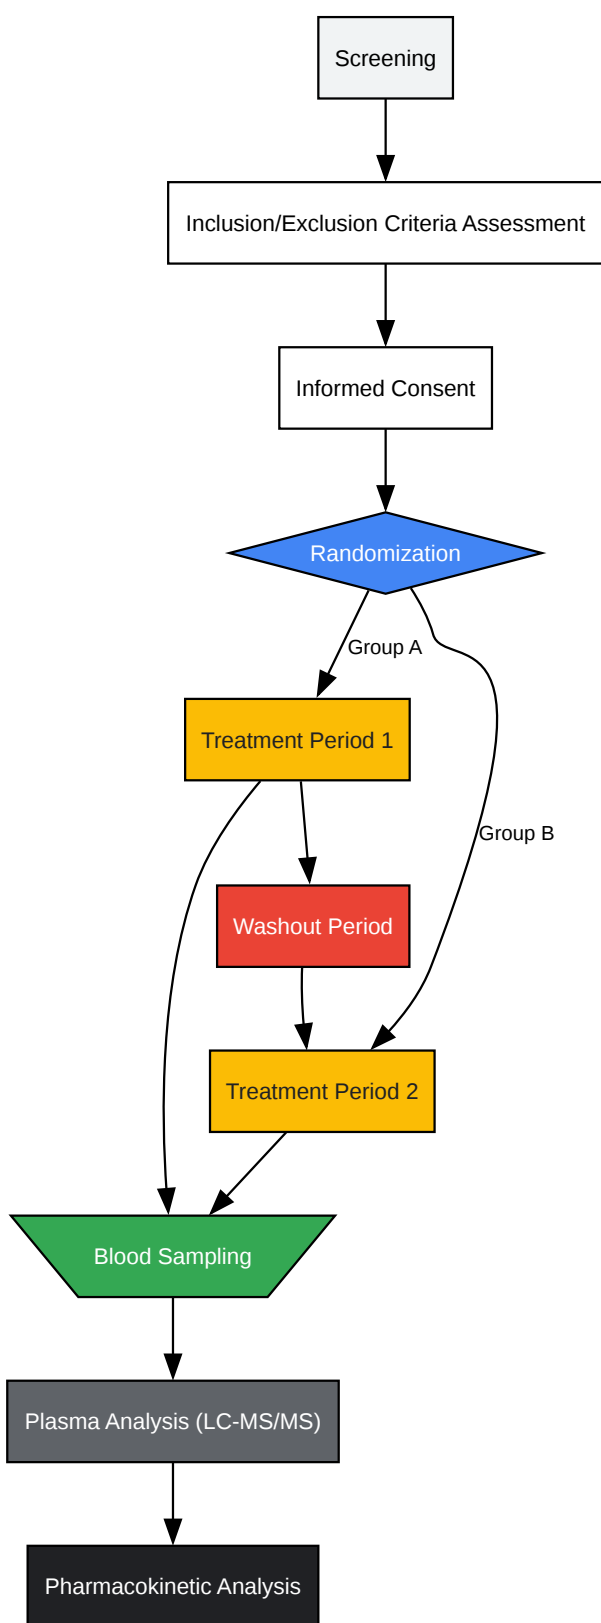 Screening
Inclusion/Exclusion Criteria Assessment
Informed Consent
Randomization
Group A
Treatment Period 1
Group B
Washout Period
Treatment Period 2
Blood Sampling
Plasma Analysis (LC-MS/MS)
Pharmacokinetic Analysis